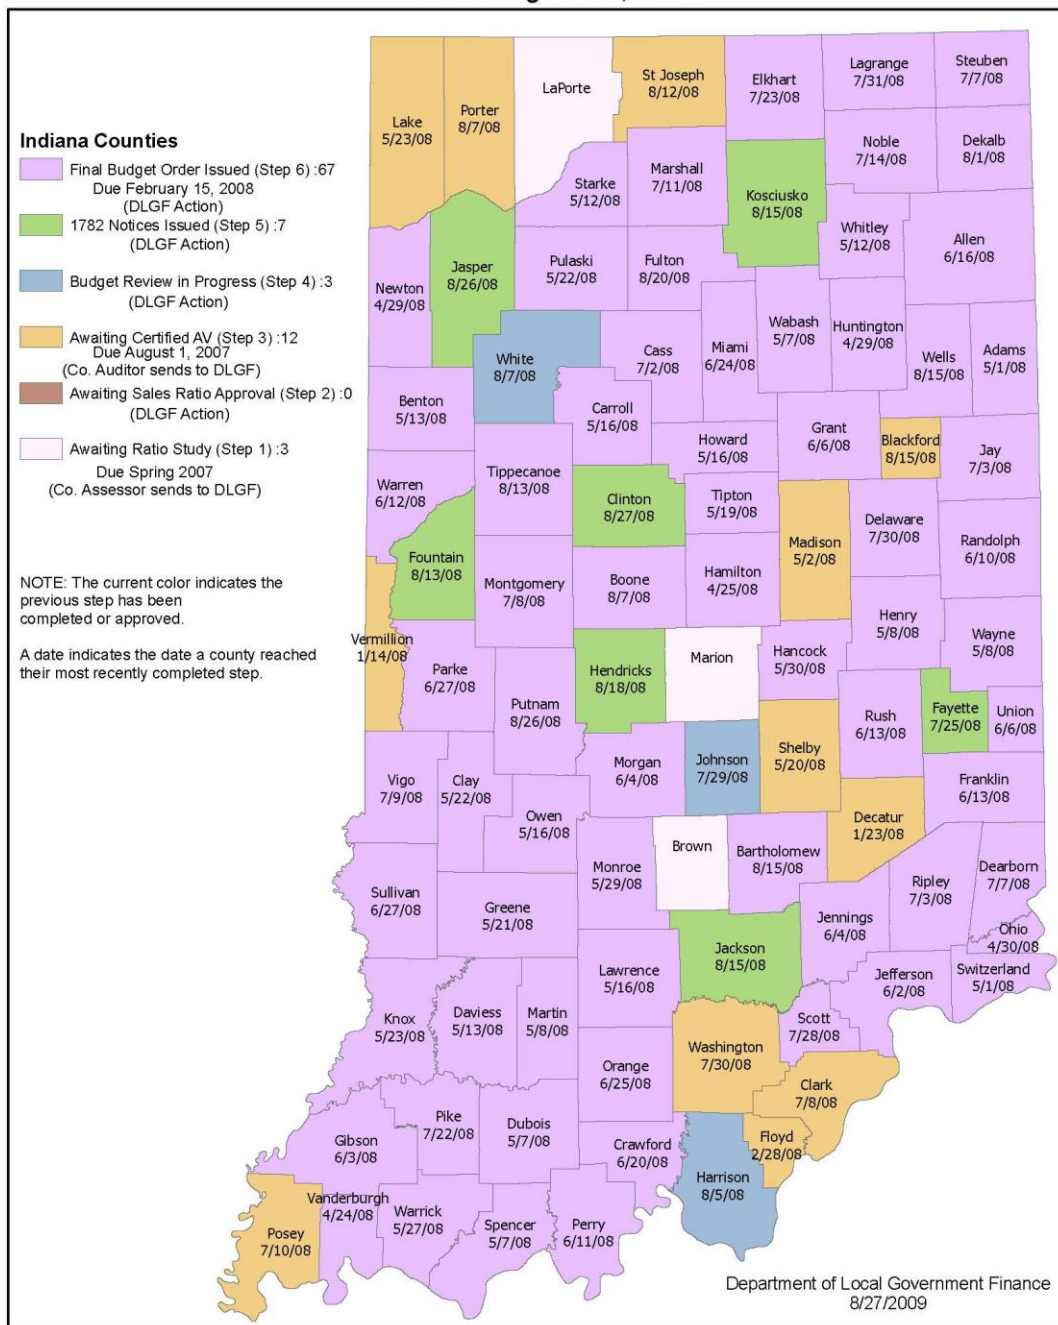 Indiana Counties
Final Budget Order Issued (Step 6) :67
Due February 15, 2008
(DLGF Action)
1782 Notices Issued (Step 5) :7
(DLGF Action)
Budget Review in Progress (Step 4) :3
(DLGF Action)
Awaiting Certified AV (Step 3) :12
Due August 1, 2007
(Co. Auditor sends to DLGF)
Awaiting Sales Ratio Approval (Step 2) :0
(DLGF Action)
Awaiting Ratio Study (Step 1) :3
Due Spring 2007
(Co. Assessor sends to DLGF)
NOTE: The current color indicates the
previous step has been
completed or approved.
A date indicates the date a county reached
their most recently completed step.
Lake
5/23/08
Porter
8/7/08
LaPorte
St Joseph
8/12/08
Elkhart
7/23/08
Lagrange
7/31/08
Steuben
7/7/08
Noble
7/14/08
Dekalb
8/1/08
Starke
5/12/08
Marshall
7/11/08
Kosciusko
8/15/08
Whitley
5/12/08
Allen
6/16/08
Newton
4/29/08
Jasper
8/26/08
Pulaski
5/22/08
Fulton
8/20/08
White
8/7/08
Cass
7/2/08
Miami
6/24/08
Wabash
5/7/08
Huntington
4/29/08
Wells
8/15/08
Adams
5/1/08
Benton
5/13/08
Carroll
5/16/08
Howard
5/16/08
Grant
6/6/08
Blackford
8/15/08
Jay
7/3/08
Warren
6/12/08
Tippecanoe
8/13/08
Clinton
8/27/08
Tipton
5/19/08
Madison
5/2/08
Delaware
7/30/08
Randolph
6/10/08
Fountain
8/13/08
Montgomery
7/8/08
Boone
8/7/08
Hamilton
4/25/08
Henry
5/8/08
Wayne
5/8/08
Vermillion
1/14/08
Parke
6/27/08
Putnam
8/26/08
Hendricks
8/18/08
Marion
Hancock
5/30/08
Rush
6/13/08
Fayette
7/25/08
Union
6/6/08
Vigo
7/9/08
Clay
5/22/08
Owen
5/16/08
Morgan
6/4/08
Johnson
7/29/08
Shelby
5/20/08
Decatur
1/23/08
Franklin
6/13/08
Sullivan
6/27/08
Greene
5/21/08
Monroe
5/29/08
Brown
Bartholomew
8/15/08
Jennings
6/4/08
Ripley
7/3/08
Dearborn
7/7/08
Ohio
4/30/08
Knox
5/23/08
Daviess
5/13/08
Martin
5/8/08
Lawrence
5/16/08
Jackson
8/15/08
Jefferson
6/2/08
Switzerland
5/1/08
Scott
7/28/08
Orange
6/25/08
Washington
7/30/08
Clark
7/8/08
Gibson
6/3/08
Pike
7/22/08
Dubois
5/7/08
Crawford
6/20/08
Harrison
8/5/08
Floyd
2/28/08
Posey
7/10/08
Vanderburgh
4/24/08
Warrick
5/27/08
Spencer
5/7/08
Perry
6/11/08
Department of Local Government Finance
8/27/2009